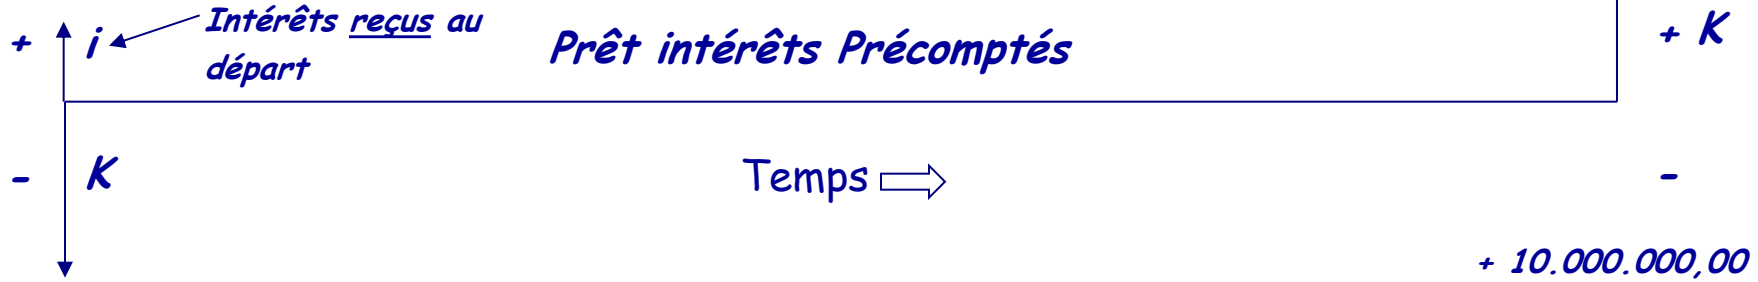 Intérêts reçus au
départ
+ i Prêt intérêts Précomptés + K
- K Temps -
+ 10.000.000,00